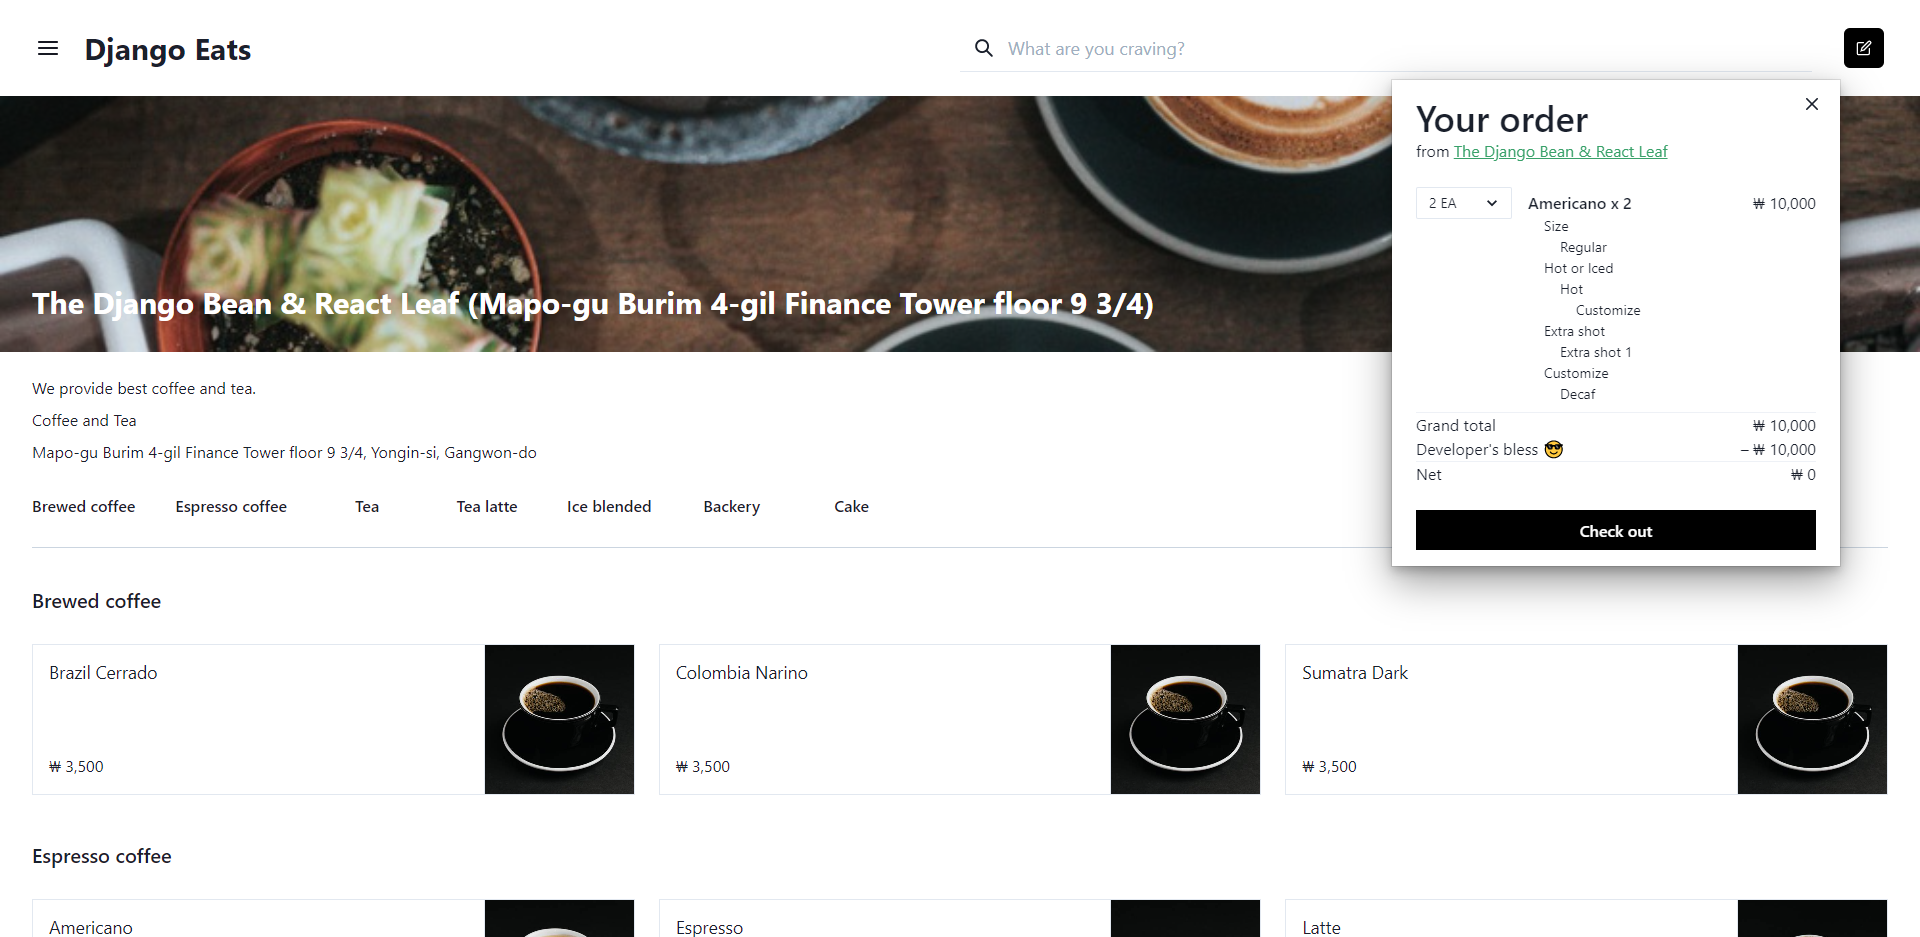 Django Eats
What are you craving?
Your order
from The Django Bean & React Leaf
2 EA
Americano x 2
₩ 10,000
Size
Regular
Hot or Iced
Hot
Customize
Extra shot
Extra shot 1
Customize
Decaf
Grand total
₩ 10,000
Developer's bless 😎
– ₩ 10,000
Net
₩ 0
Check out
The Django Bean & React Leaf (Mapo-gu Burim 4-gil Finance Tower floor 9 3/4)
We provide best coffee and tea.
Coffee and Tea
Mapo-gu Burim 4-gil Finance Tower floor 9 3/4, Yongin-si, Gangwon-do
Brewed coffee
Espresso coffee
Tea
Tea latte
Ice blended
Backery
Cake
Brewed coffee
Brazil Cerrado
₩ 3,500
Colombia Narino
₩ 3,500
Sumatra Dark
₩ 3,500
Espresso coffee
Americano
Espresso
Latte